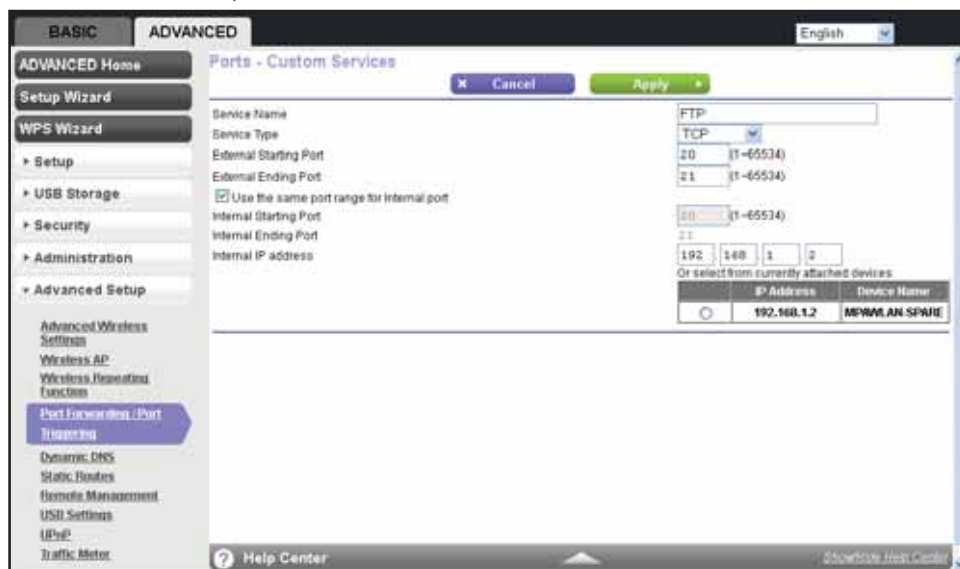 BASIC
ADVANCED
English
ADVANCED Home
Setup Wizard
WPS Wizard
Setup
USB Storage
Security
Administration
Advanced Setup
Advanced Wireless
Settings
Wireless AP
Wireless Repeating
Function
Port Forwarding / Port
Triggering
Dynamic DNS
Static Routes
Remote Management
USB Settings
UPnP
Traffic Meter
Ports - Custom Services
X Cancel
Apply
Service Name
FTP
Service Type
TCP
External Starting Port
20 (1~65534)
External Ending Port
21 (1~65534)
Use the same port range for Internal port
Internal Starting Port
20 (1~65534)
Internal Ending Port
21
Internal IP address
192 168 1 2
Or select from currently attached devices
IP Address Device Name
192.168.1.2
? Help Center
Show/Hide Help Center